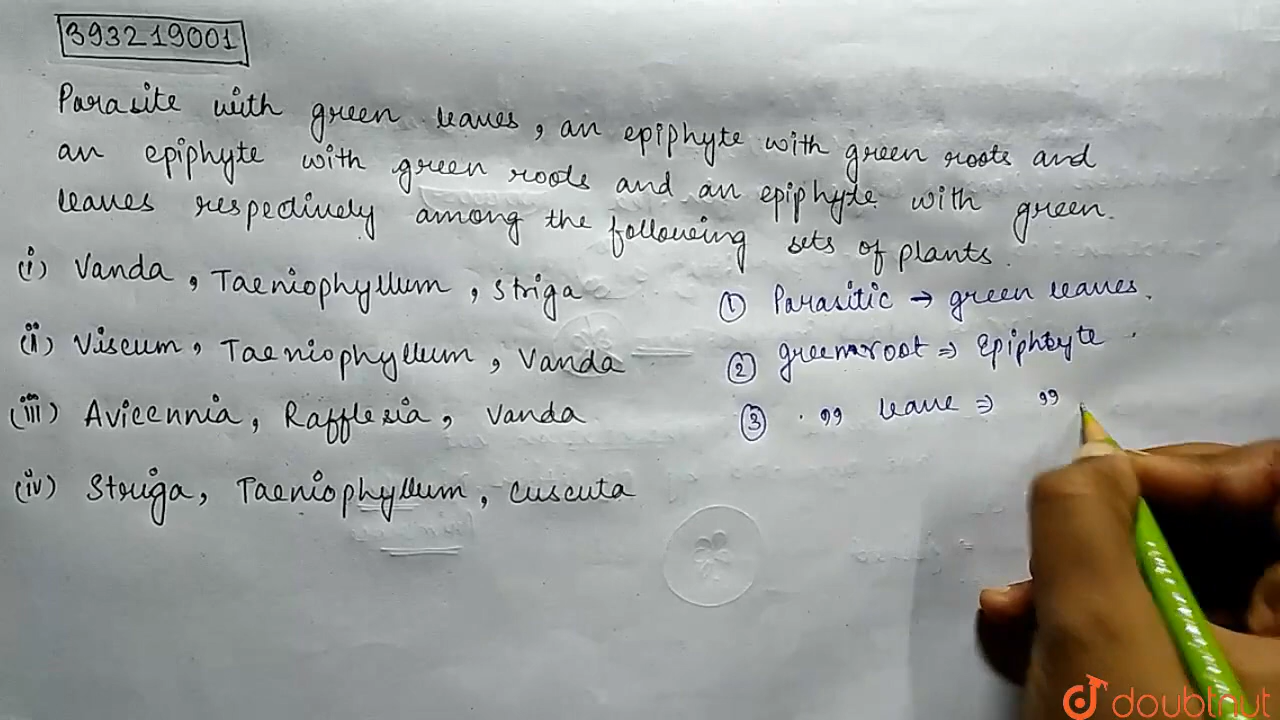 393219001
Parasite with green leaves, an epiphyte with green roots and
an epiphyte with green roots and an epiphyte with green
leaves respectively among the following sets of plants.
(i) Vanda, Taeniophyllum, Striga
(ii) Viscum, Taeniophyllum, Vanda
(iii) Avicennia, Rafflesia, Vanda
(iv) Striga, Taeniophyllum, Cuscuta
① Parasitic → green leaves.
② green root ⇒ Epiphyte
③ " leave ⇒ "
doubtnut